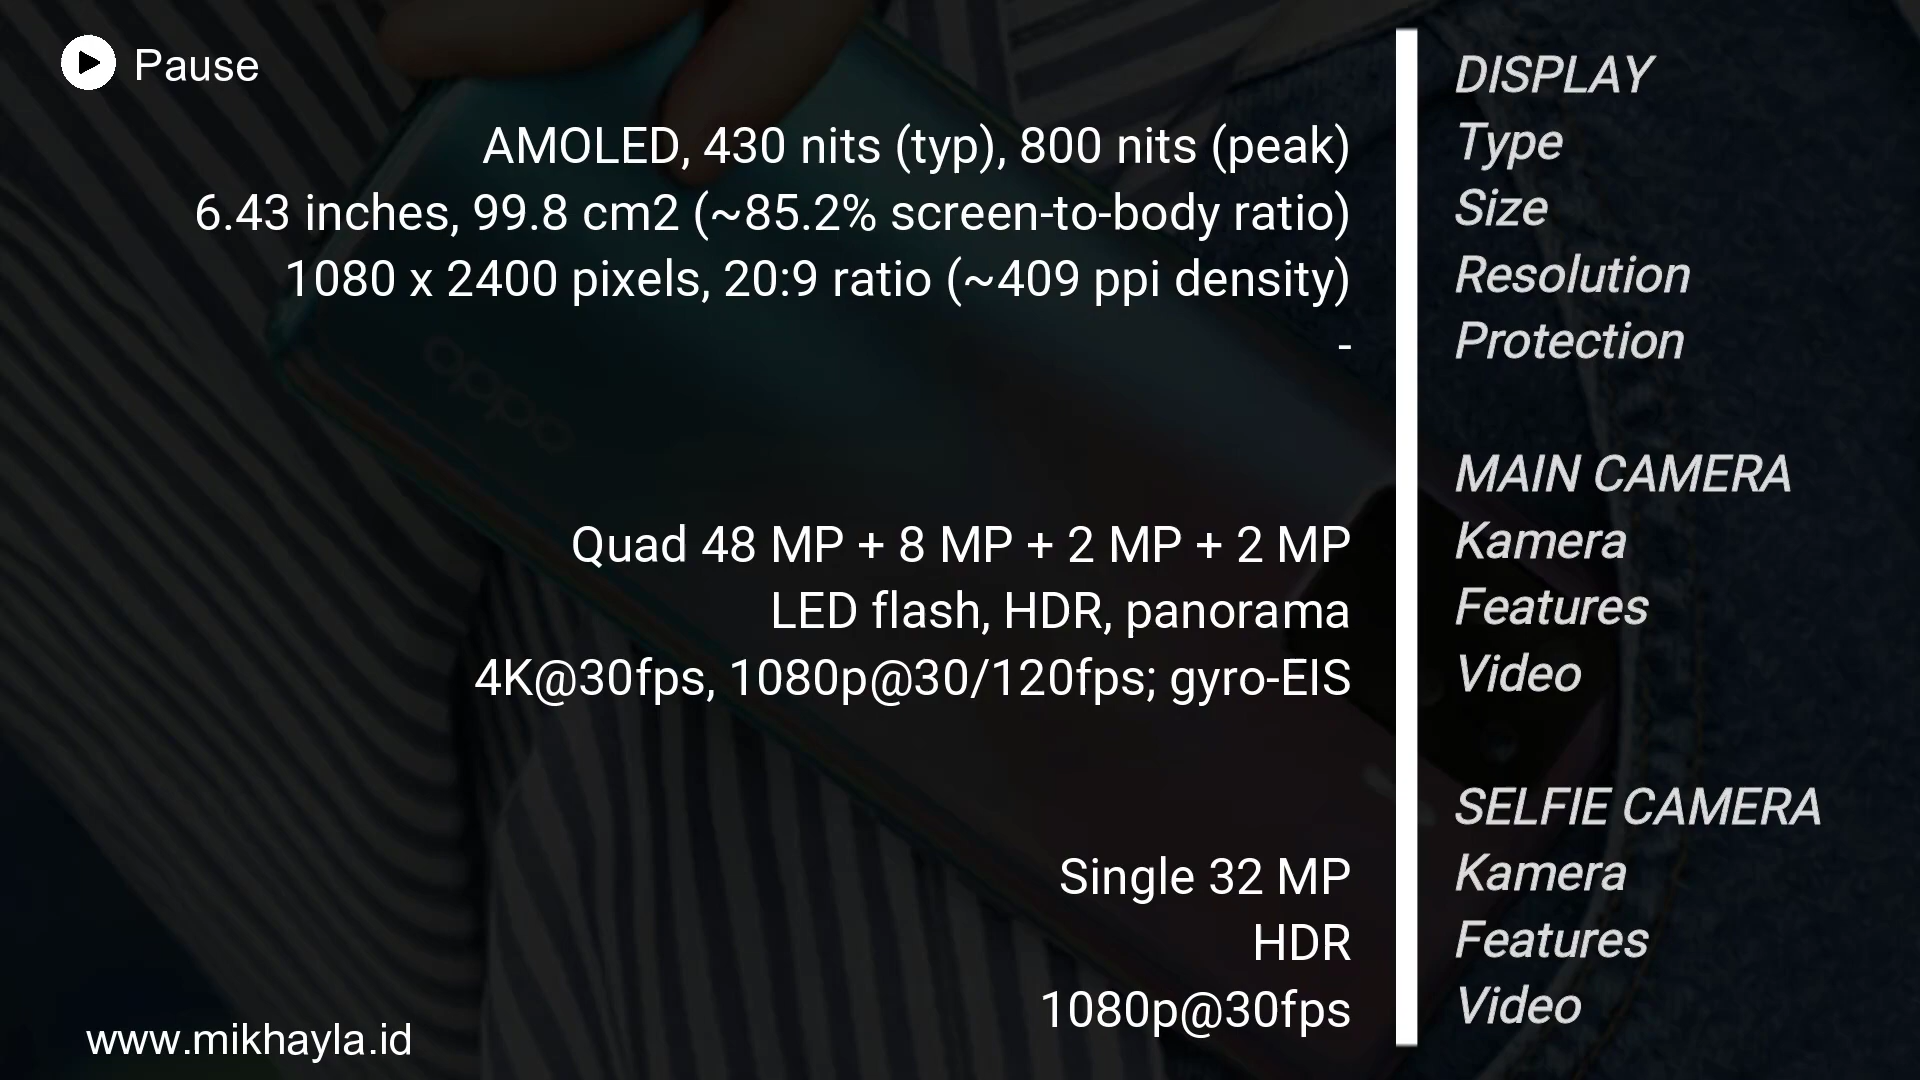 Pause
DISPLAY
AMOLED, 430 nits (typ), 800 nits (peak) Type
6.43 inches, 99.8 cm2 (~85.2% screen-to-body ratio) Size
1080 x 2400 pixels, 20:9 ratio (~409 ppi density) Resolution
- Protection
oppo
MAIN CAMERA
Quad 48 MP + 8 MP + 2 MP + 2 MP Kamera
LED flash, HDR, panorama Features
4K@30fps, 1080p@30/120fps; gyro-EIS Video
SELFIE CAMERA
Single 32 MP Kamera
HDR Features
1080p@30fps Video
www.mikhayla.id